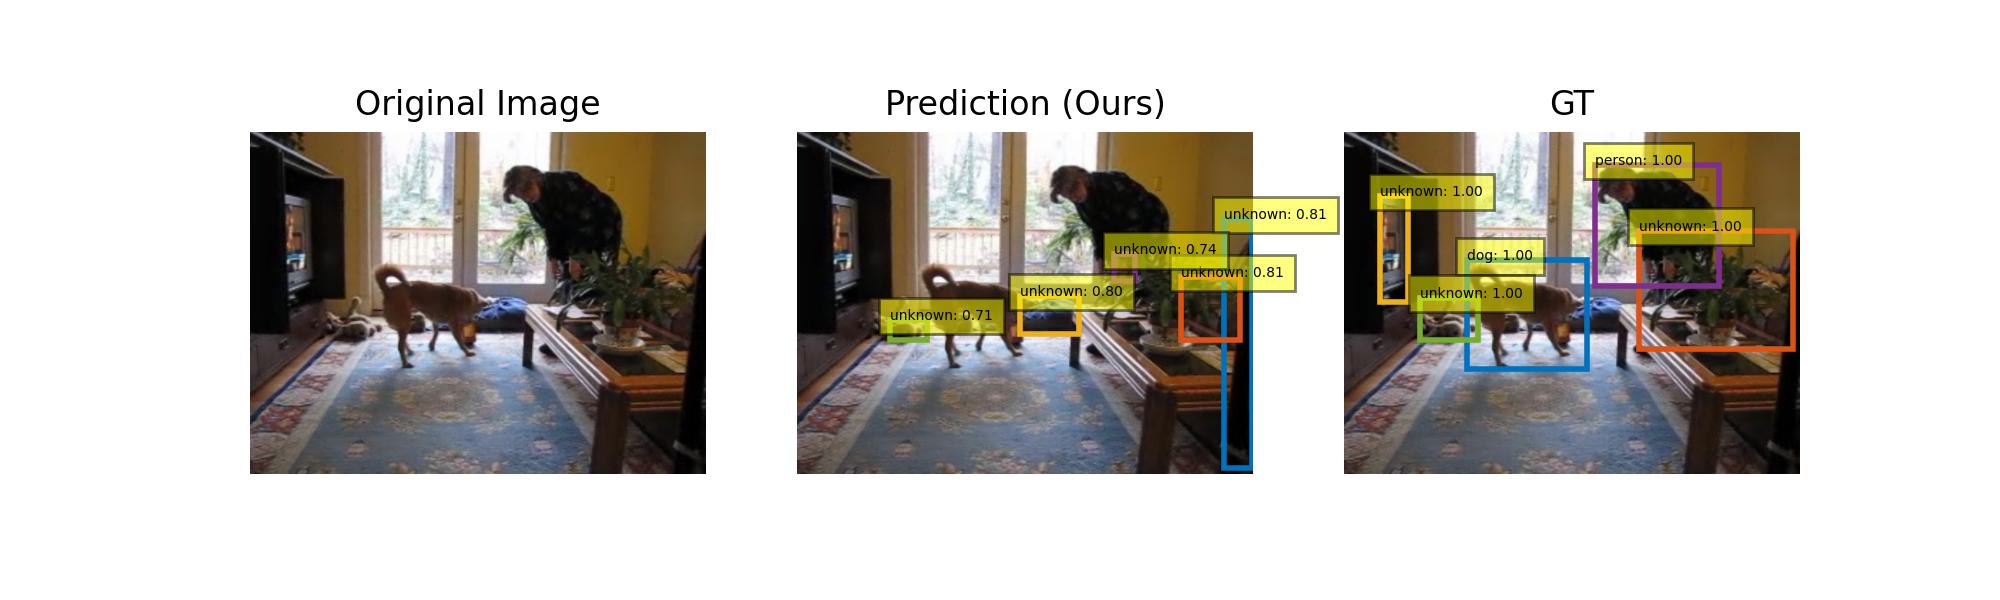 Original Image
Prediction (Ours)
GT
unknown: 0.81
unknown: 0.74
unknown: 0.81
unknown: 0.80
unknown: 0.71
person: 1.00
unknown: 1.00
unknown: 1.00
dog: 1.00
unknown: 1.00